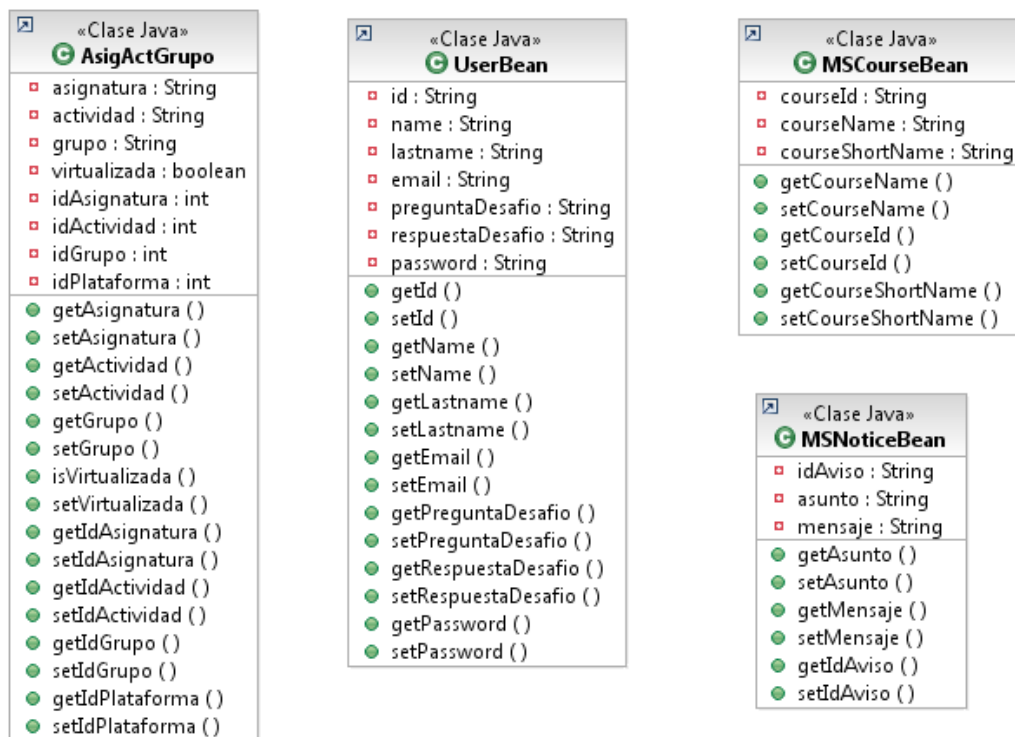 «Clase Java»
AsigActGrupo
asignatura : String
actividad : String
grupo : String
virtualizada : boolean
idAsignatura : int
idActividad : int
idGrupo : int
idPlataforma : int
getAsignatura ( )
setAsignatura ( )
getActividad ( )
setActividad ( )
getGrupo ( )
setGrupo ( )
isVirtualizada ( )
setVirtualizada ( )
getIdAsignatura ( )
setIdAsignatura ( )
getIdActividad ( )
setIdActividad ( )
getIdGrupo ( )
setIdGrupo ( )
getIdPlataforma ( )
setIdPlataforma ( )
«Clase Java»
UserBean
id : String
name : String
lastname : String
email : String
preguntaDesafio : String
respuestaDesafio : String
password : String
getId ( )
setId ( )
getName ( )
setName ( )
getLastname ( )
setLastname ( )
getEmail ( )
setEmail ( )
getPreguntaDesafio ( )
setPreguntaDesafio ( )
getRespuestaDesafio ( )
setRespuestaDesafio ( )
getPassword ( )
setPassword ( )
«Clase Java»
MSCourseBean
courseId : String
courseName : String
courseShortName : String
getCourseName ( )
setCourseName ( )
getCourseId ( )
setCourseId ( )
getCourseShortName ( )
setCourseShortName ( )
«Clase Java»
MSNoticeBean
idAviso : String
asunto : String
mensaje : String
getAsunto ( )
setAsunto ( )
getMensaje ( )
setMensaje ( )
getIdAviso ( )
setIdAviso ( )